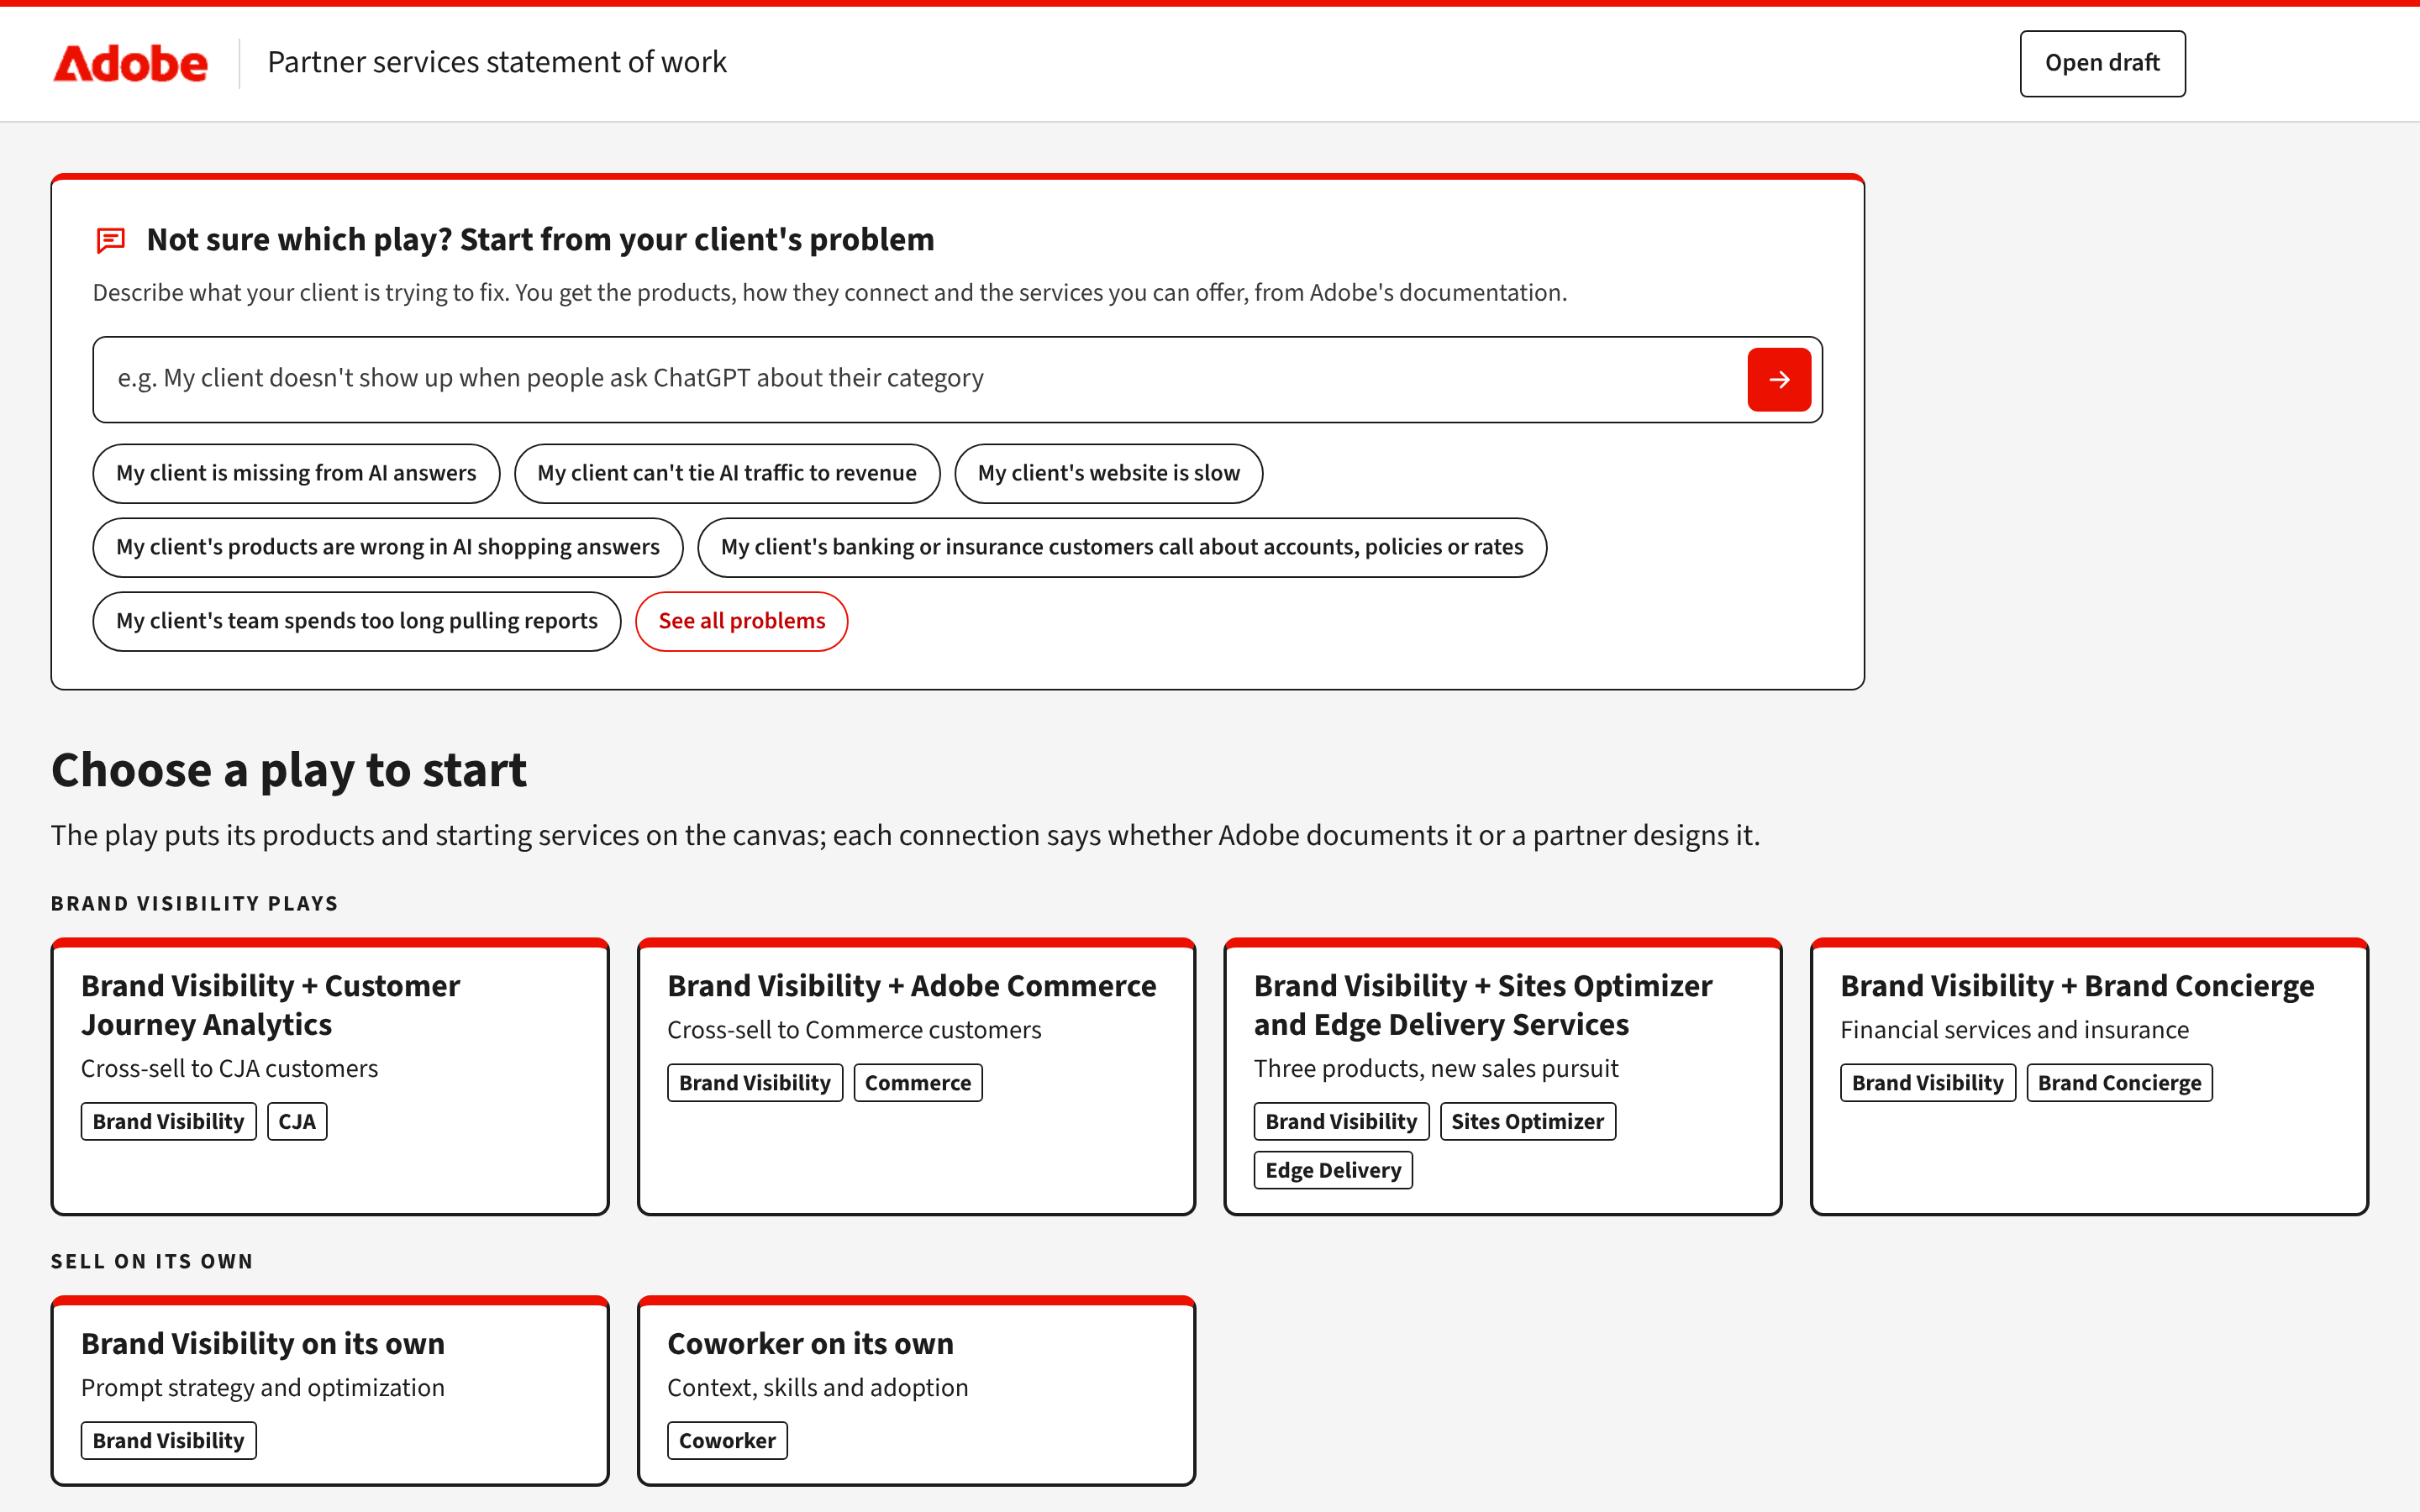 Adobe
Partner services statement of work
Open draft
Not sure which play? Start from your client's problem
Describe what your client is trying to fix. You get the products, how they connect and the services you can offer, from Adobe's documentation.
e.g. My client doesn't show up when people ask ChatGPT about their category
My client is missing from AI answers
My client can't tie AI traffic to revenue
My client's website is slow
My client's products are wrong in AI shopping answers
My client's banking or insurance customers call about accounts, policies or rates
My client's team spends too long pulling reports
See all problems
Choose a play to start
The play puts its products and starting services on the canvas; each connection says whether Adobe documents it or a partner designs it.
BRAND VISIBILITY PLAYS
Brand Visibility + Customer
Journey Analytics
Cross-sell to CJA customers
Brand Visibility
CJA
Brand Visibility + Adobe Commerce
Cross-sell to Commerce customers
Brand Visibility
Commerce
Brand Visibility + Sites Optimizer
and Edge Delivery Services
Three products, new sales pursuit
Brand Visibility
Sites Optimizer
Edge Delivery
Brand Visibility + Brand Concierge
Financial services and insurance
Brand Visibility
Brand Concierge
SELL ON ITS OWN
Brand Visibility on its own
Prompt strategy and optimization
Brand Visibility
Coworker on its own
Context, skills and adoption
Coworker